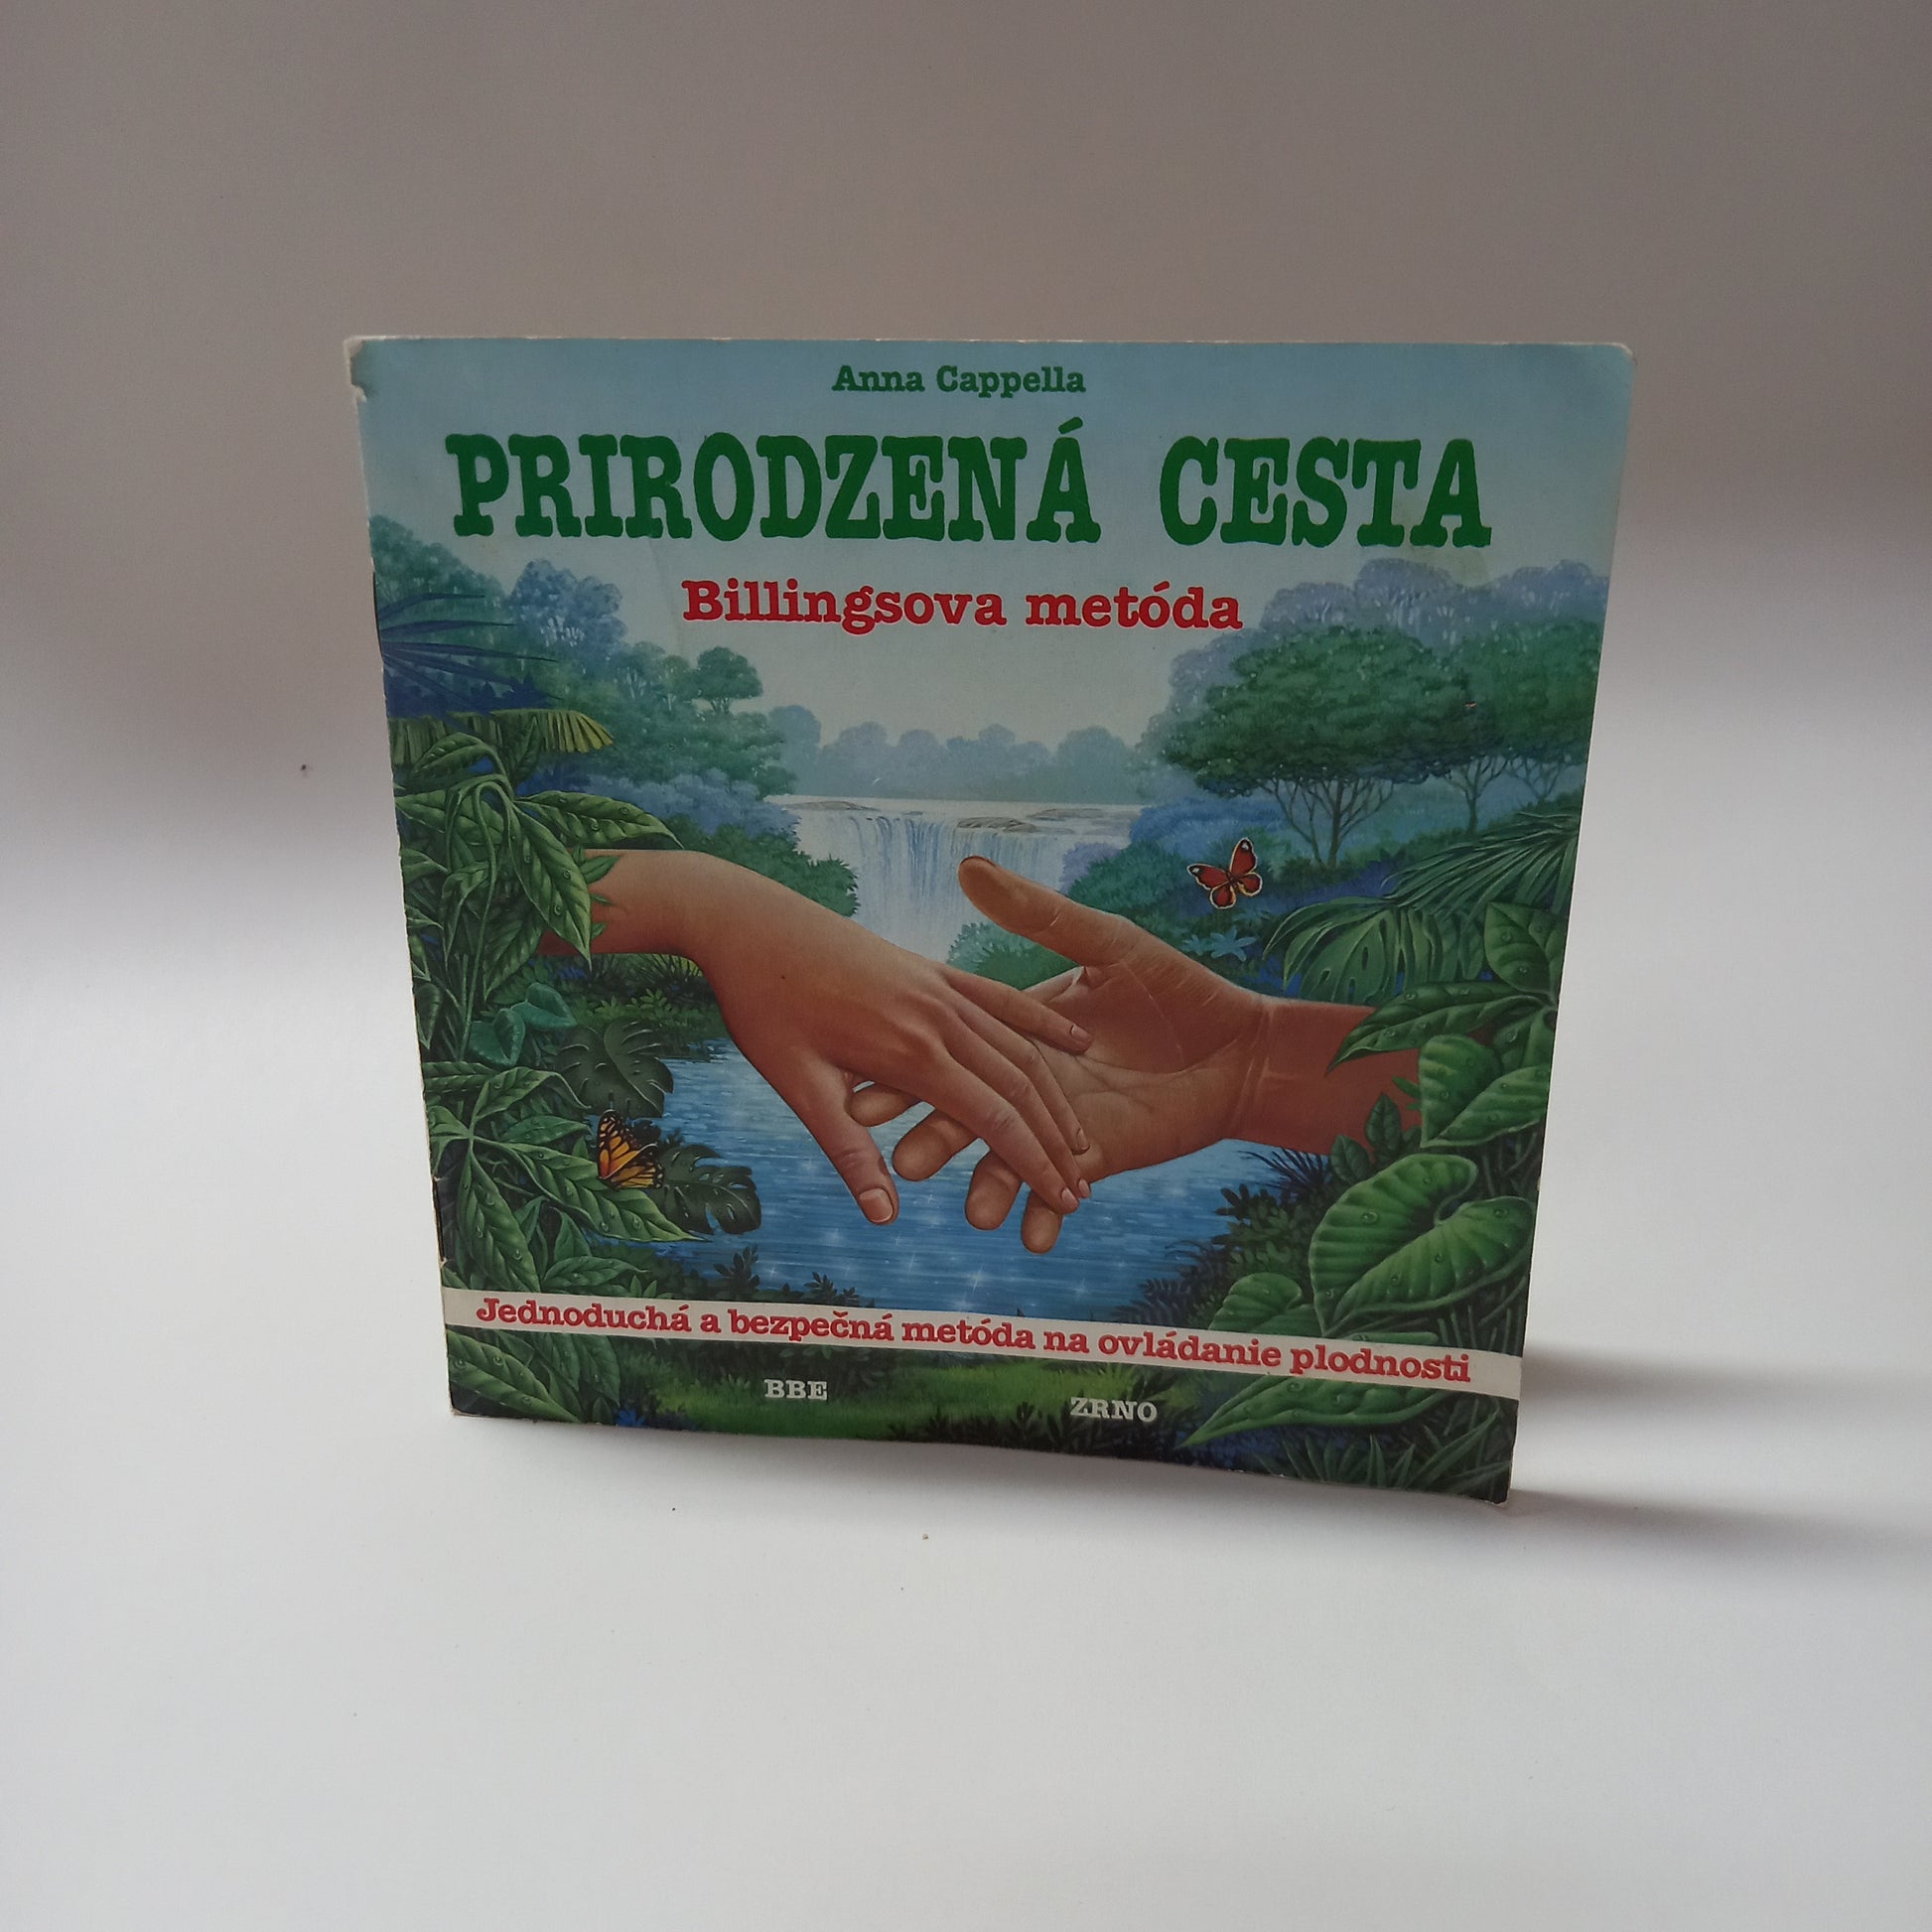 Anna Cappella
PRIRODZENÁ CESTA
Billingsova metóda
Jednoduchá a bezpečná metóda na ovládanie plodnosti
BBE ZRNO